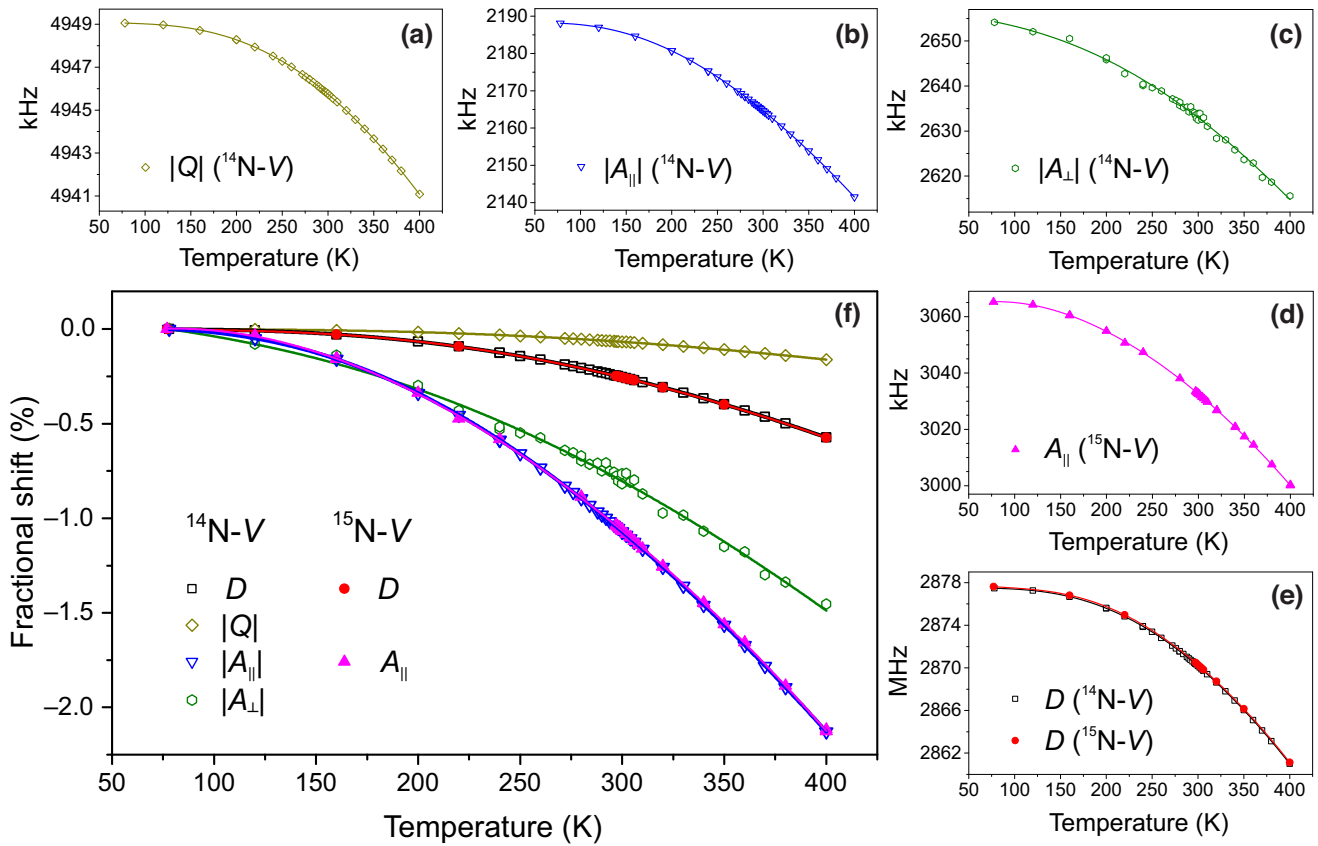 (a)
4949
4947
4945
4943
4941
kHz
|Q| (¹⁴N-V)
50 100 150 200 250 300 350 400
Temperature (K)
(b)
2190
2180
2170
2160
2150
2140
kHz
|A∥| (¹⁴N-V)
50 100 150 200 250 300 350 400
Temperature (K)
(c)
2650
2640
2630
2620
kHz
|A⊥| (¹⁴N-V)
50 100 150 200 250 300 350 400
Temperature (K)
(f)
0.0
−0.5
−1.0
−1.5
−2.0
Fractional shift (%)
¹⁴N-V ¹⁵N-V
D D
|Q|
|A∥| A∥
|A⊥|
50 100 150 200 250 300 350 400
Temperature (K)
(d)
3060
3040
3020
3000
kHz
A∥ (¹⁵N-V)
50 100 150 200 250 300 350 400
Temperature (K)
(e)
2878
2874
2870
2866
2862
MHz
D (¹⁴N-V)
D (¹⁵N-V)
50 100 150 200 250 300 350 400
Temperature (K)